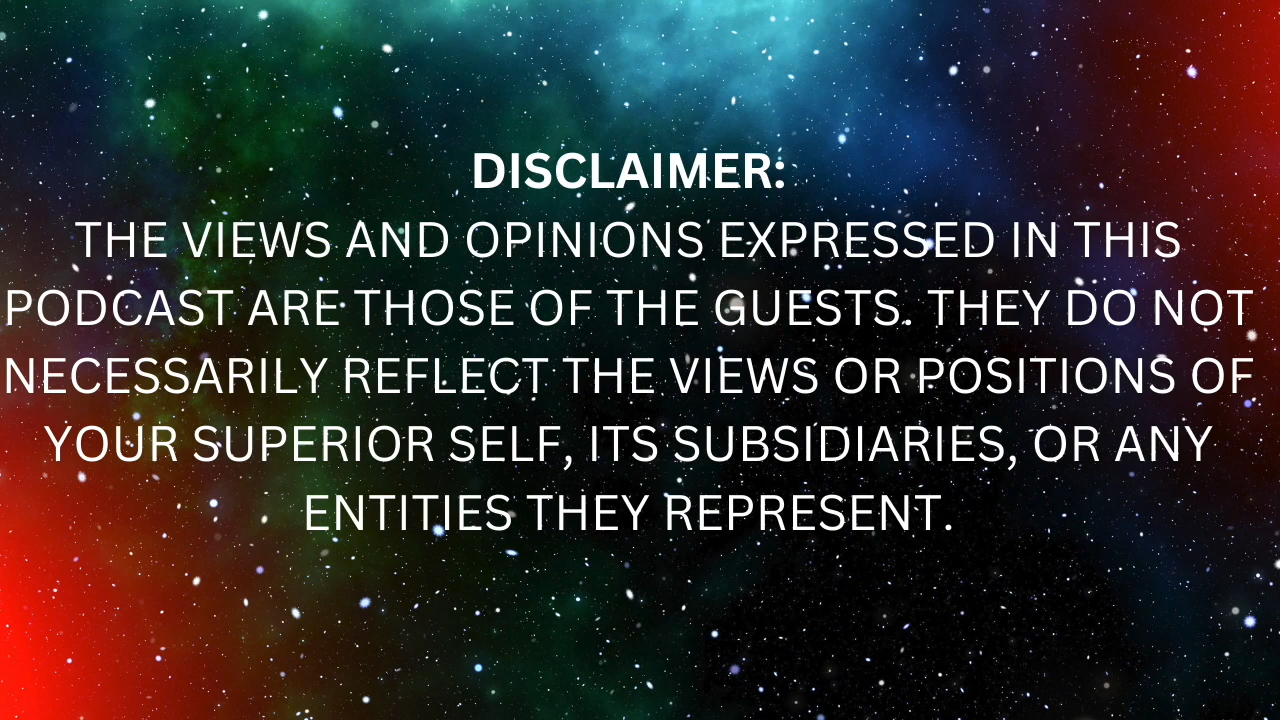 DISCLAIMER:
THE VIEWS AND OPINIONS EXPRESSED IN THIS
PODCAST ARE THOSE OF THE GUESTS. THEY DO NOT
NECESSARILY REFLECT THE VIEWS OR POSITIONS OF
YOUR SUPERIOR SELF, ITS SUBSIDIARIES, OR ANY
ENTITIES THEY REPRESENT.